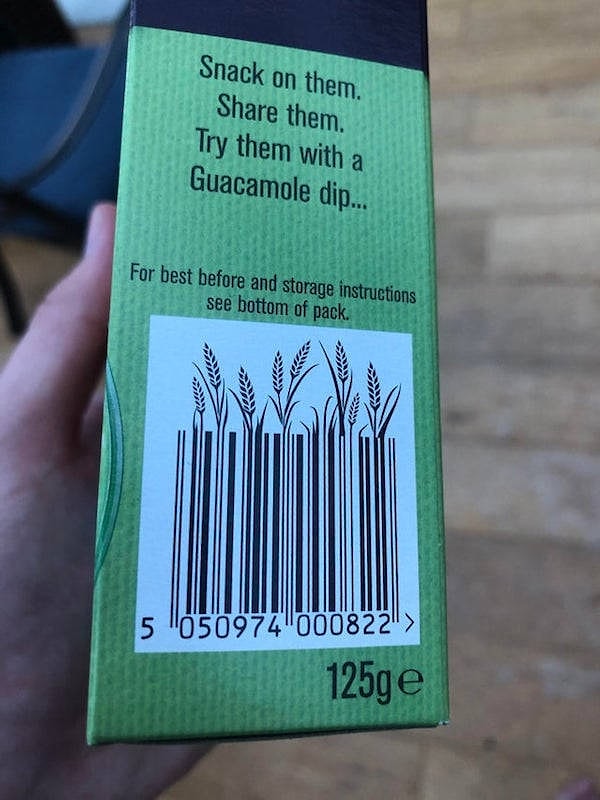 Snack on them.
Share them.
Try them with a
Guacamole dip...
For best before and storage instructions
see bottom of pack.
5 050974 000822 >
125g e